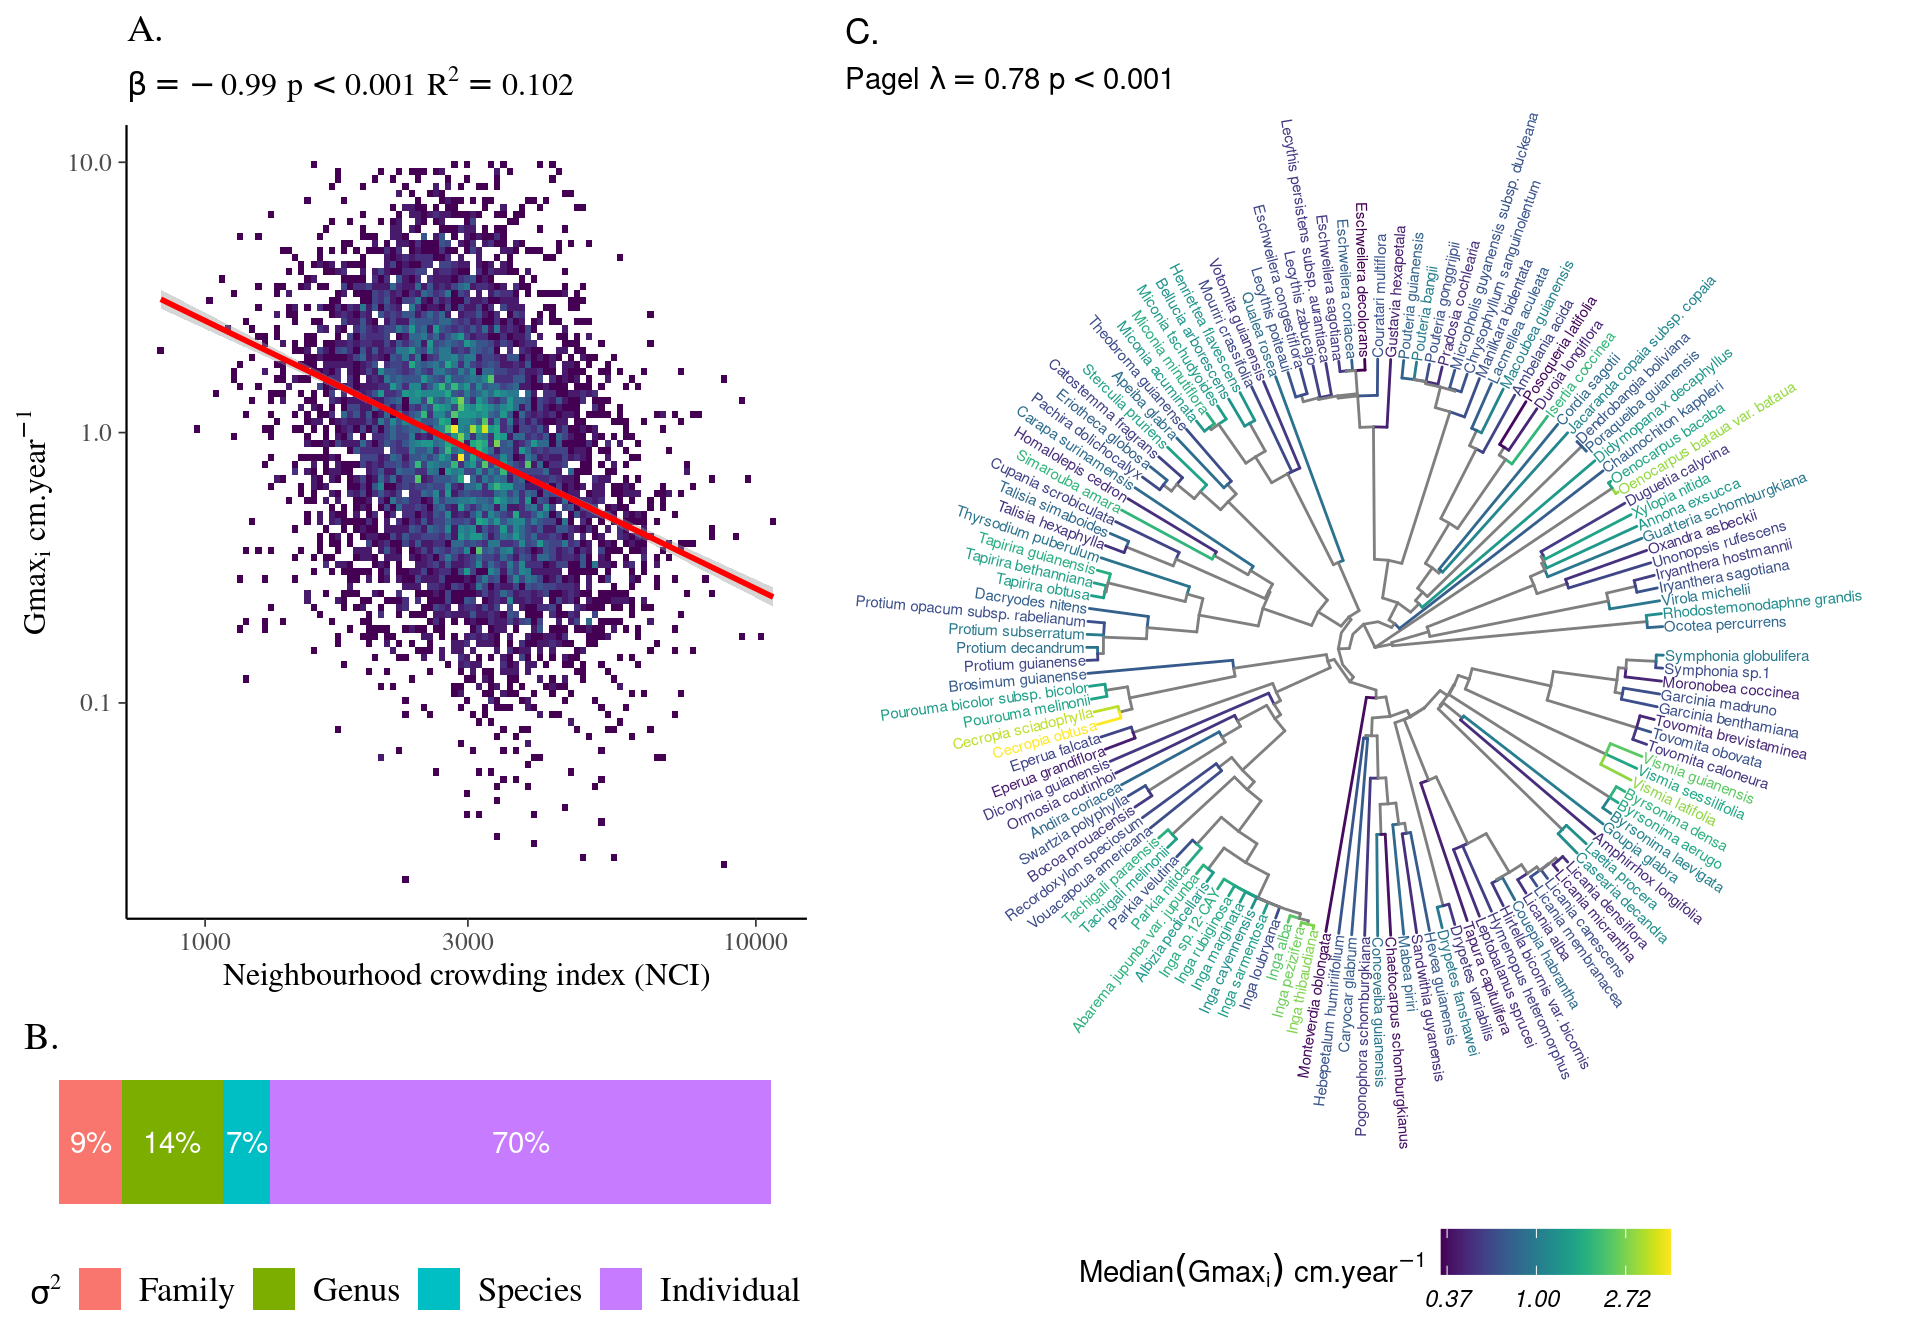 A.
β = − 0.99 p < 0.001 R² = 0.102
10.0
1.0
0.1
Gmaxᵢ cm.year⁻¹
1000
3000
10000
Neighbourhood crowding index (NCI)
B.
9%
14%
7%
70%
σ²
Family
Genus
Species
Individual
C.
Pagel λ = 0.78 p < 0.001
Lecythis persistens subsp. aurantiaca
Eschweilera sagotiana
Eschweilera coriacea
Eschweilera decolorans
Couratari multiflora
Gustavia hexapetala
Pouteria guianensis
Pouteria bangii
Pouteria gonggrijpii
Pradosia cochlearia
Micropholis guyanensis subsp. duckeana
Chrysophyllum sanguinolentum
Manilkara bidentata
Lacmellea aculeata
Macoubea guianensis
Ambelania acida
Posoqueria latifolia
Duroia longiflora
Isertia coccinea
Cordia sagotii
Jacaranda copaia subsp. copaia
Dendrobangia boliviana
Poraqueiba guianensis
Didymopanax decaphyllus
Chaunochiton kappleri
Oenocarpus bacaba
Oenocarpus bataua var. bataua
Duguetia calycina
Xylopia nitida
Annona exsucca
Guatteria schomburgkiana
Oxandra asbeckii
Unonopsis rufescens
Iryanthera hostmannii
Iryanthera sagotiana
Virola michelii
Rhodostemonodaphne grandis
Ocotea percurrens
Symphonia globulifera
Symphonia sp.1
Moronobea coccinea
Garcinia madruno
Garcinia benthamiana
Tovomita brevistaminea
Tovomita obovata
Tovomita caloneura
Vismia guianensis
Vismia sessilifolia
Vismia latifolia
Byrsonima densa
Byrsonima aerugo
Byrsonima laevigata
Goupia glabra
Amphirrhox longifolia
Laetia procera
Casearia decandra
Licania densiflora
Licania micrantha
Licania canescens
Licania membranacea
Licania alba
Couepia habrantha
Hirtella bicornis var. bicornis
Hymenopus heteromorphus
Leptobalanus sprucei
Tapura capitulifera
Drypetes variabilis
Drypetes fanshawei
Hevea guianensis
Sandwithia guyanensis
Mabea piriri
Chaetocarpus schomburgkianus
Conceveiba guianensis
Pogonophora schomburgkiana
Caryocar glabrum
Hebepetalum humiriifolium
Monteverdia oblongata
Inga thibaudiana
Inga pezizifera
Inga alba
Inga loubryana
Inga sarmentosa
Inga cayennensis
Inga marginata
Inga rubiginosa
Inga sp.12-CAY
Albizia pedicellaris
Abarema jupunba var. jupunba
Parkia nitida
Parkia velutina
Tachigali melinonii
Tachigali paraensis
Vouacapoua americana
Recordoxylon speciosum
Bocoa prouacensis
Swartzia polyphylla
Andira coriacea
Ormosia coutinhoi
Dicorynia guianensis
Eperua grandiflora
Eperua falcata
Cecropia obtusa
Cecropia sciadophylla
Pourouma melinonii
Pourouma bicolor subsp. bicolor
Brosimum guianense
Protium guianense
Protium decandrum
Protium subserratum
Protium opacum subsp. rabelianum
Dacryodes nitens
Tapirira obtusa
Tapirira bethanniana
Tapirira guianensis
Thyrsodium puberulum
Talisia hexaphylla
Talisia simaboides
Cupania scrobiculata
Simarouba amara
Homalolepis cedron
Carapa surinamensis
Pachira dolichocalyx
Eriotheca globosa
Catostemma fragrans
Sterculia pruriens
Apeiba glabra
Theobroma guianense
Miconia acuminata
Miconia minutiflora
Miconia tschudyoides
Bellucia arborescens
Henriettea flavescens
Mouriri crassifolia
Votomita guianensis
Qualea rosea
Lecythis poiteaui
Eschweilera congestiflora
Lecythis zabucajo
Median(Gmaxᵢ) cm.year⁻¹
0.37
1.00
2.72